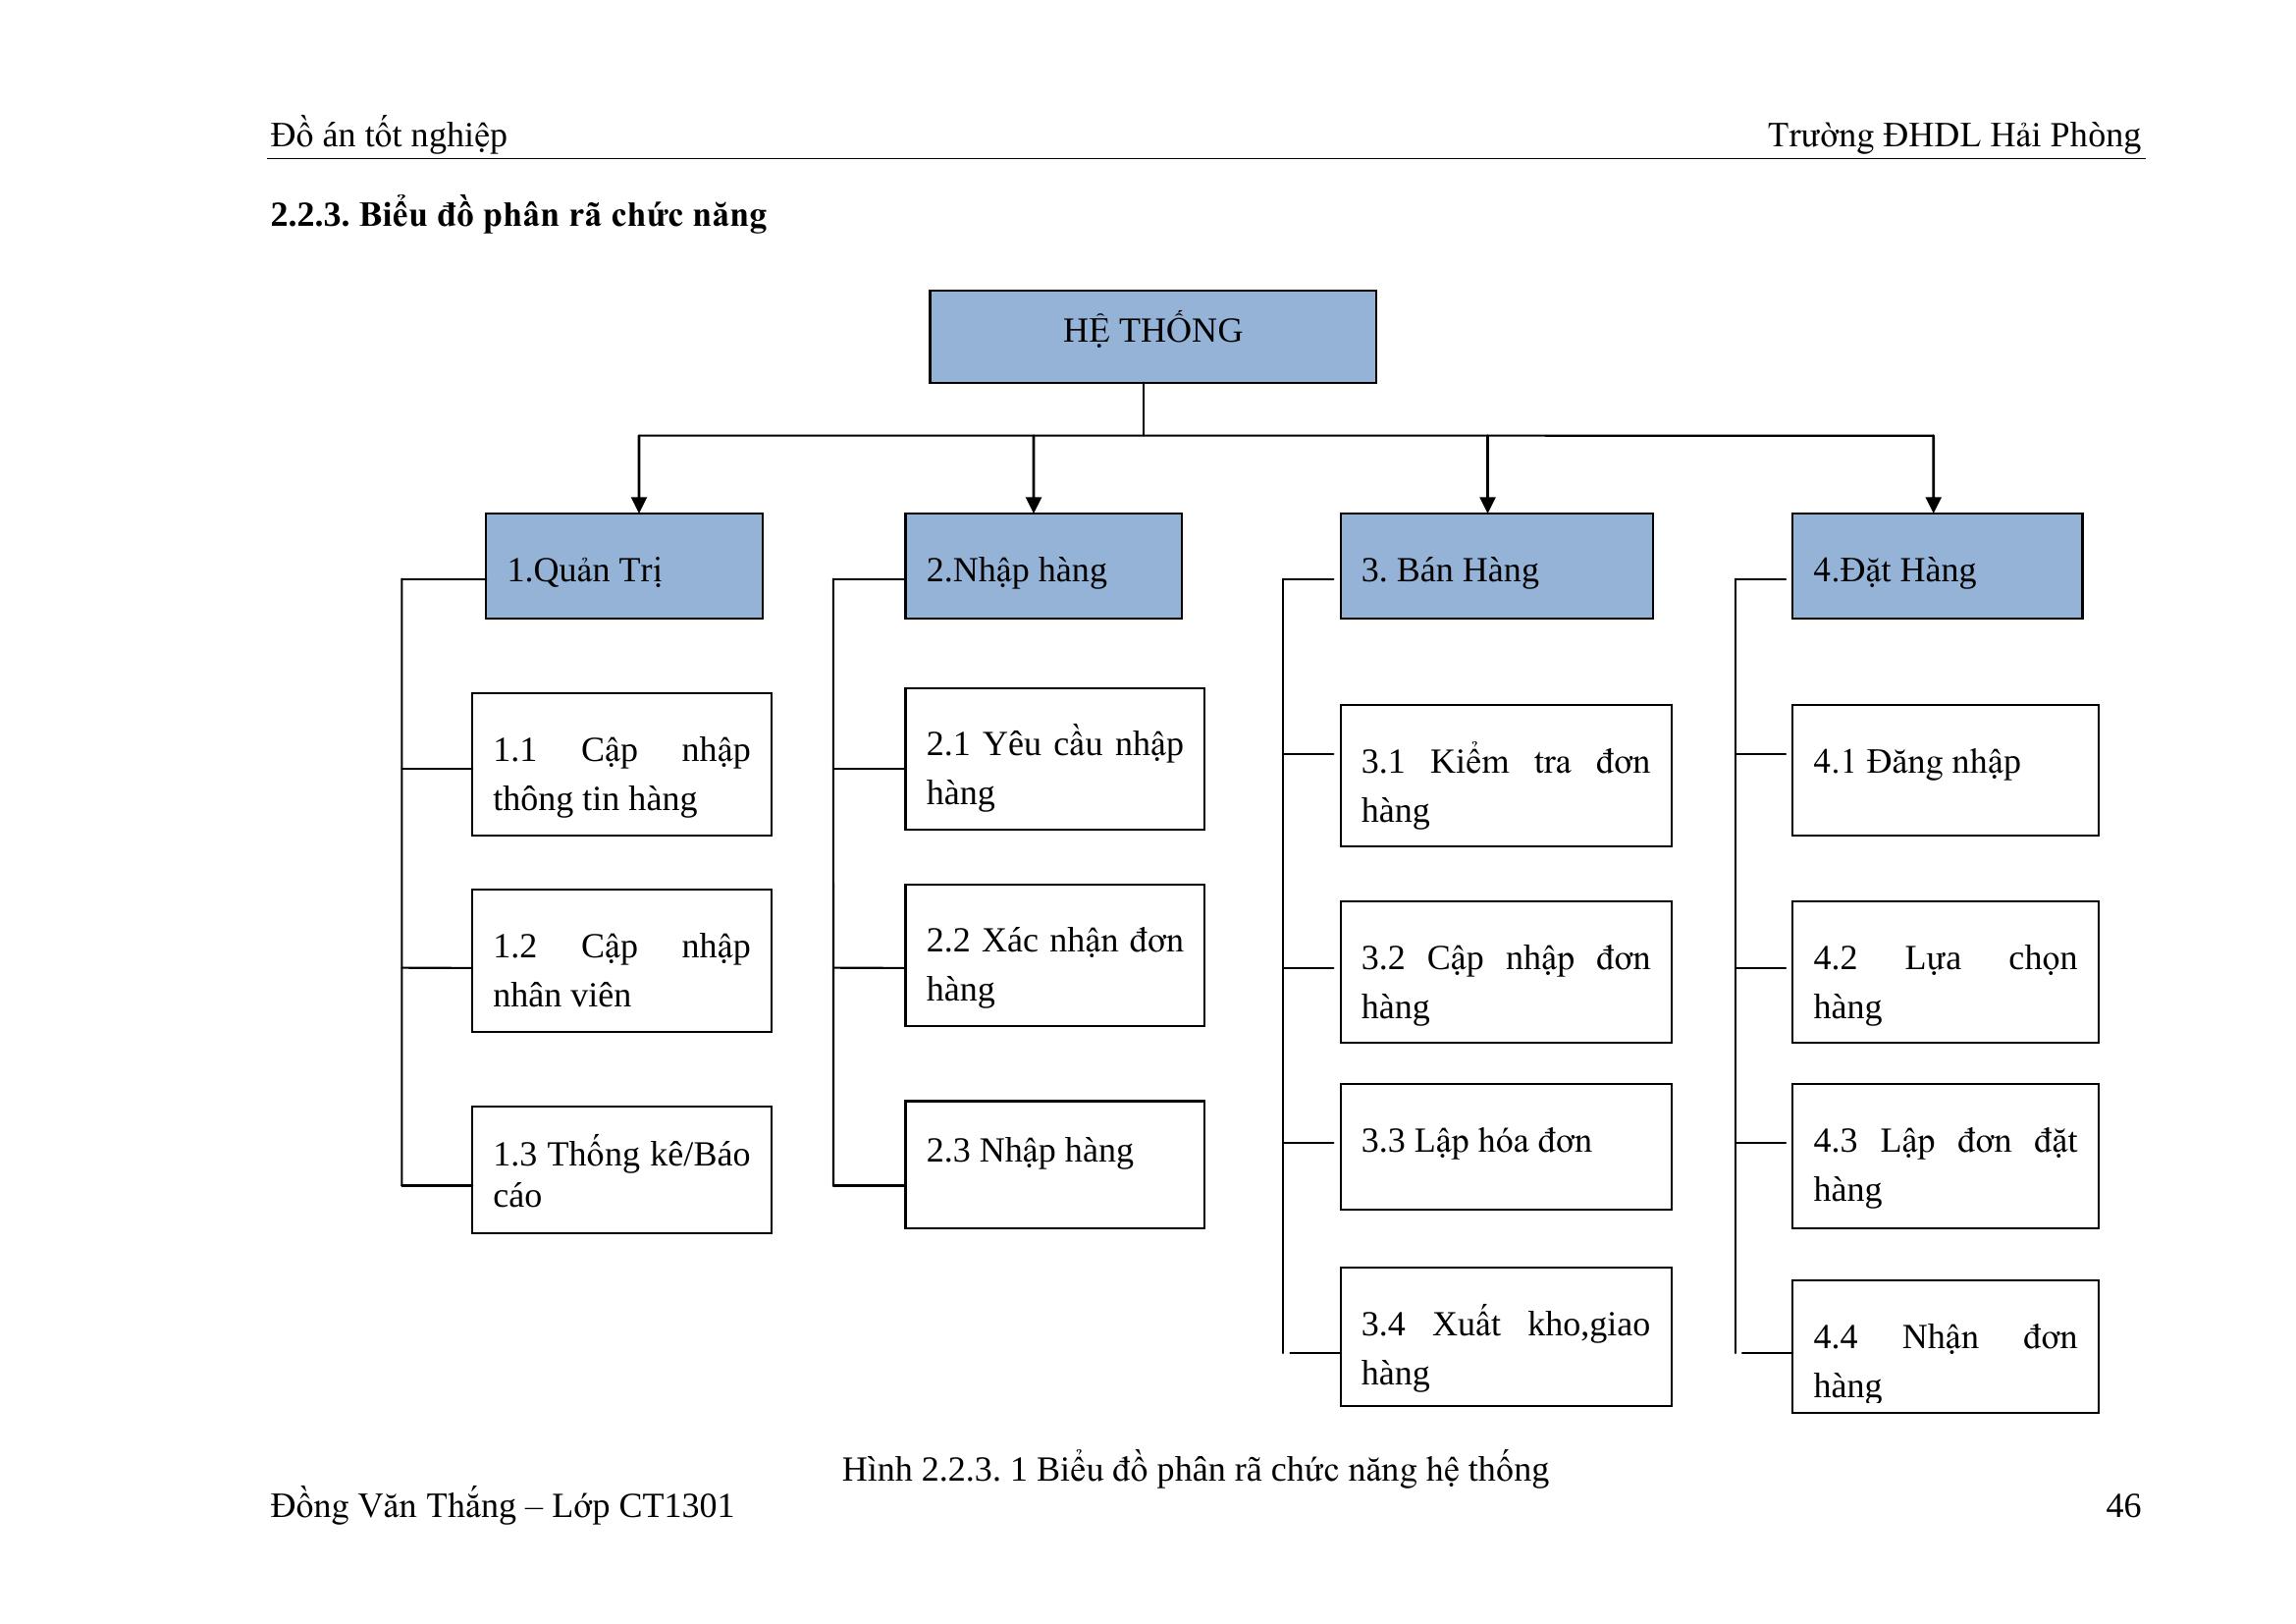 Đồ án tốt nghiệp
Trường ĐHDL Hải Phòng
2.2.3. Biểu đồ phân rã chức năng
HỆ THỐNG
1.Quản Trị
2.Nhập hàng
3. Bán Hàng
4.Đặt Hàng
1.1 Cập nhập
thông tin hàng
1.2 Cập nhập
nhân viên
1.3 Thống kê/Báo
cáo
2.1 Yêu cầu nhập
hàng
2.2 Xác nhận đơn
hàng
2.3 Nhập hàng
3.1 Kiểm tra đơn
hàng
3.2 Cập nhập đơn
hàng
3.3 Lập hóa đơn
3.4 Xuất kho,giao
hàng
4.1 Đăng nhập
4.2 Lựa chọn
hàng
4.3 Lập đơn đặt
hàng
4.4 Nhận đơn
hàng
Hình 2.2.3. 1 Biểu đồ phân rã chức năng hệ thống
Đồng Văn Thắng – Lớp CT1301
46